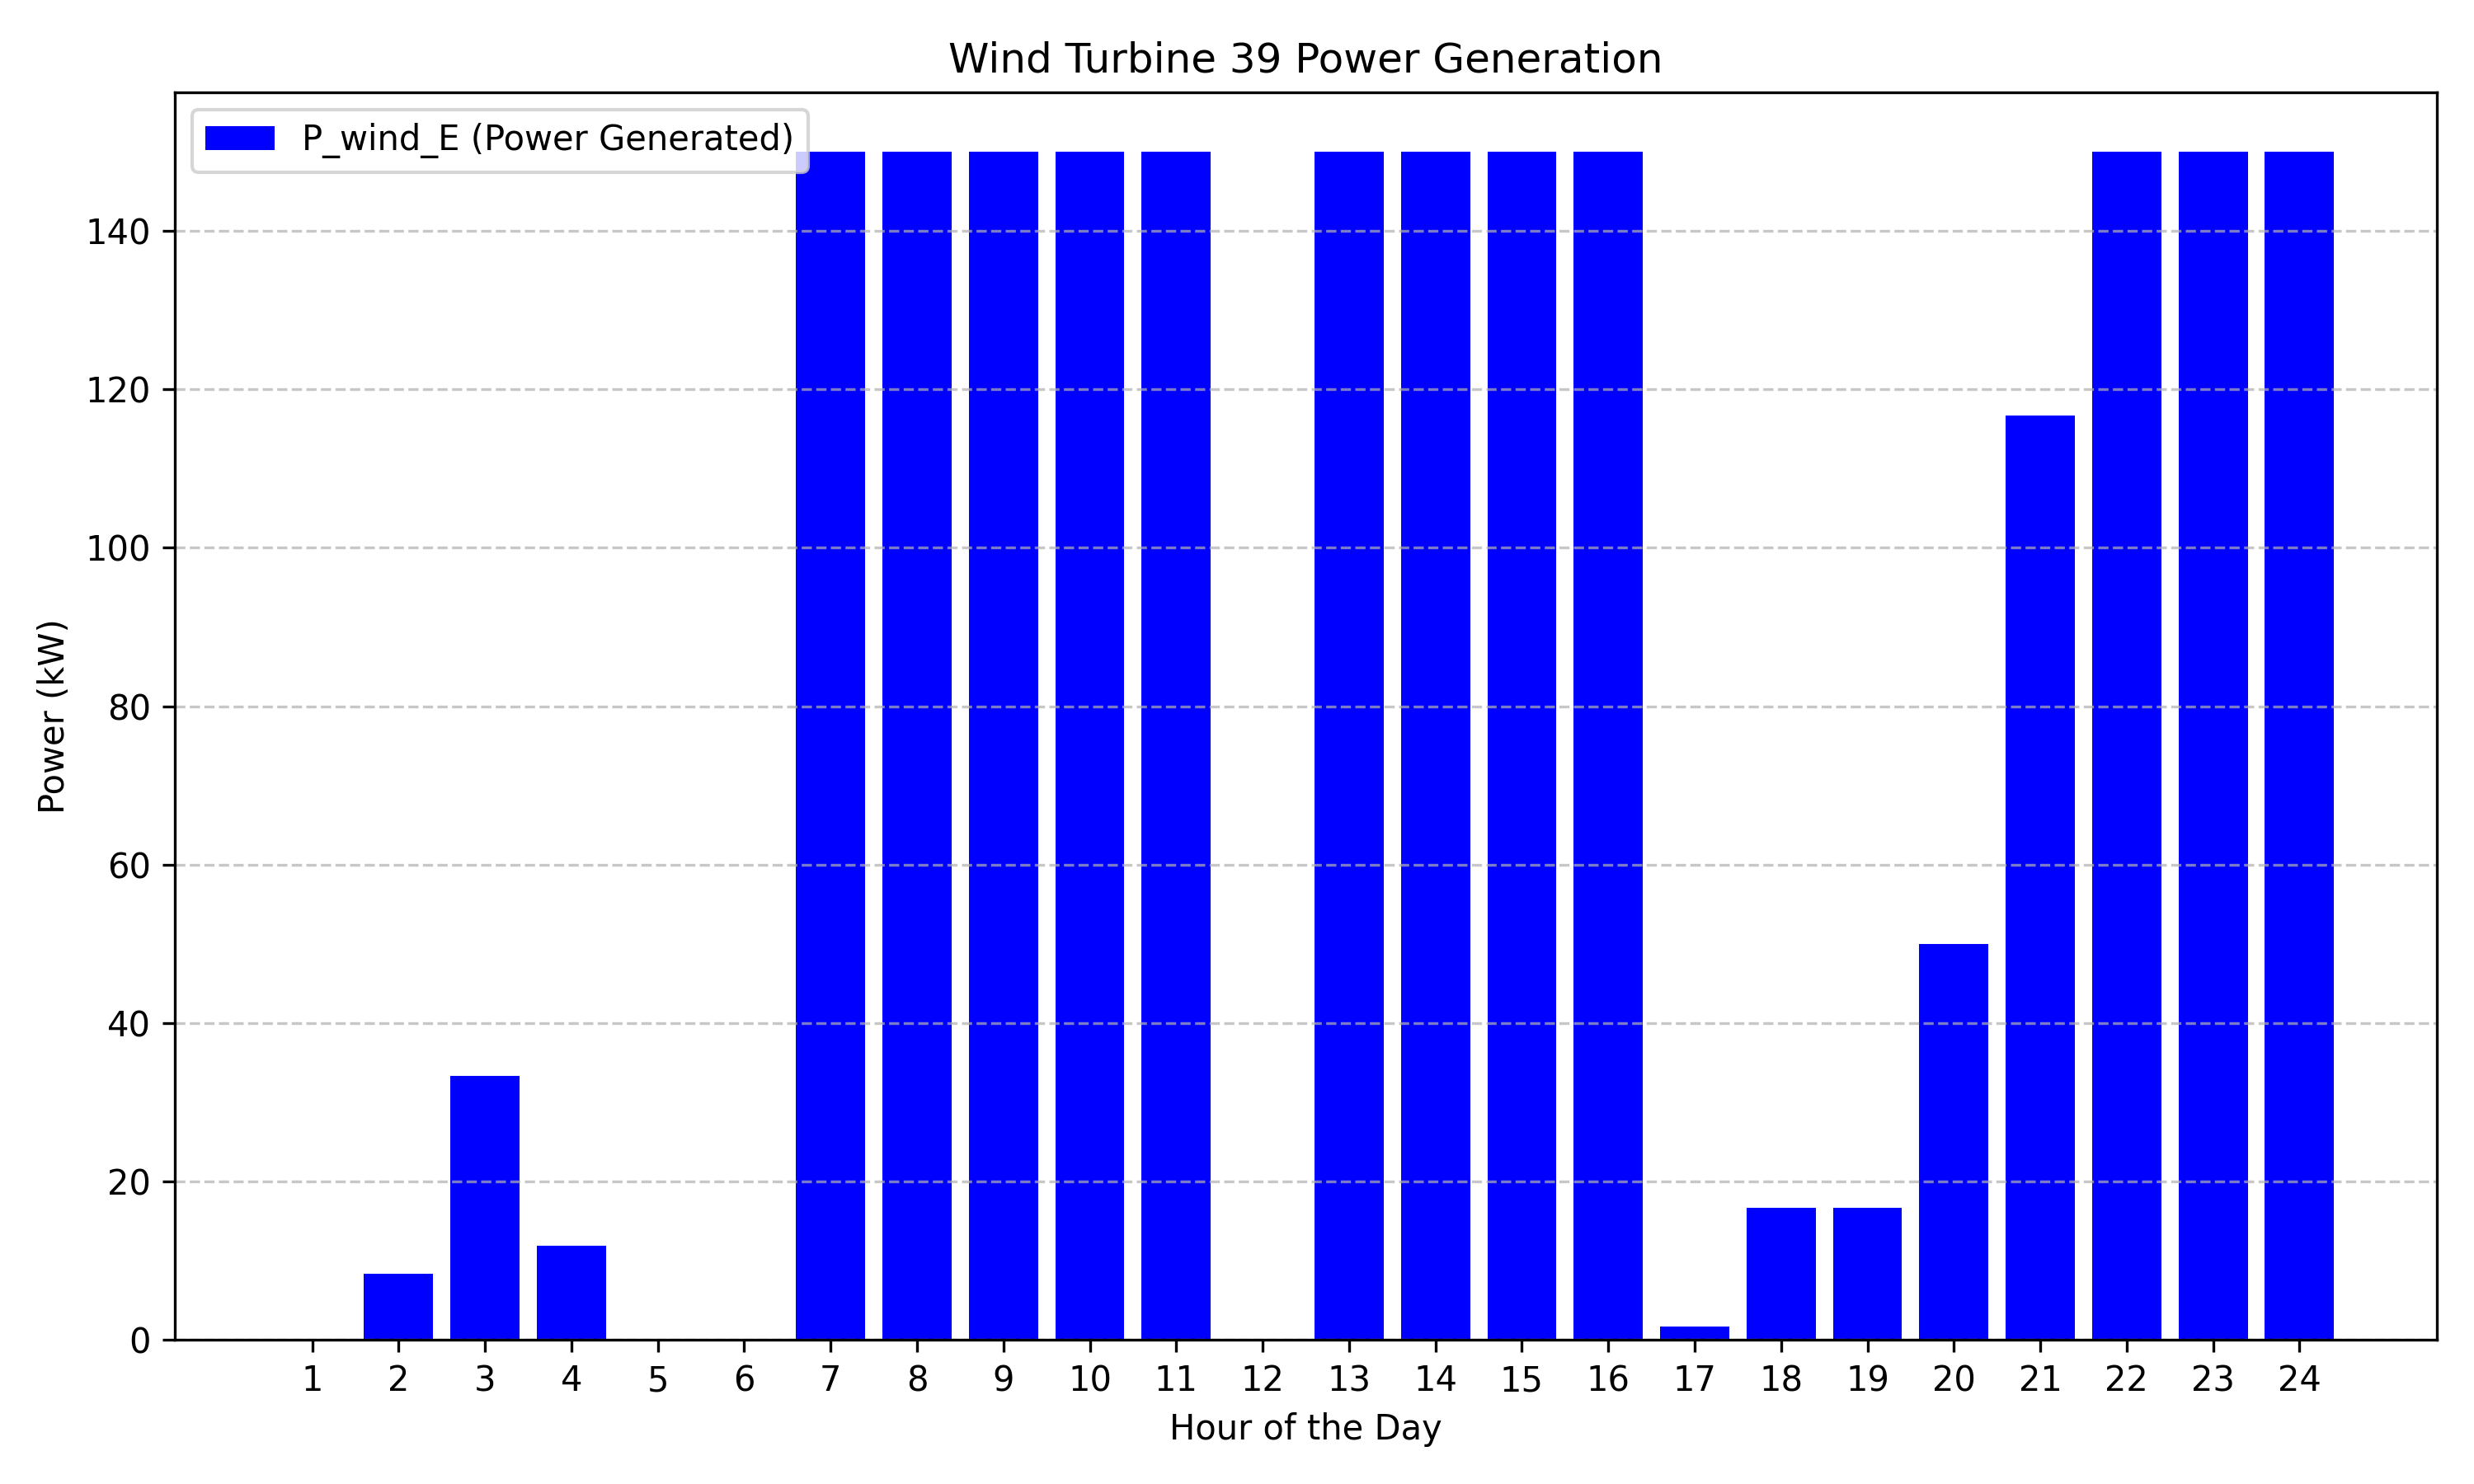 Wind Turbine 39 Power Generation
P_wind_E (Power Generated)
140
120
100
80
60
40
20
0
Power (kW)
1 2 3 4 5 6 7 8 9 10 11 12 13 14 15 16 17 18 19 20 21 22 23 24
Hour of the Day